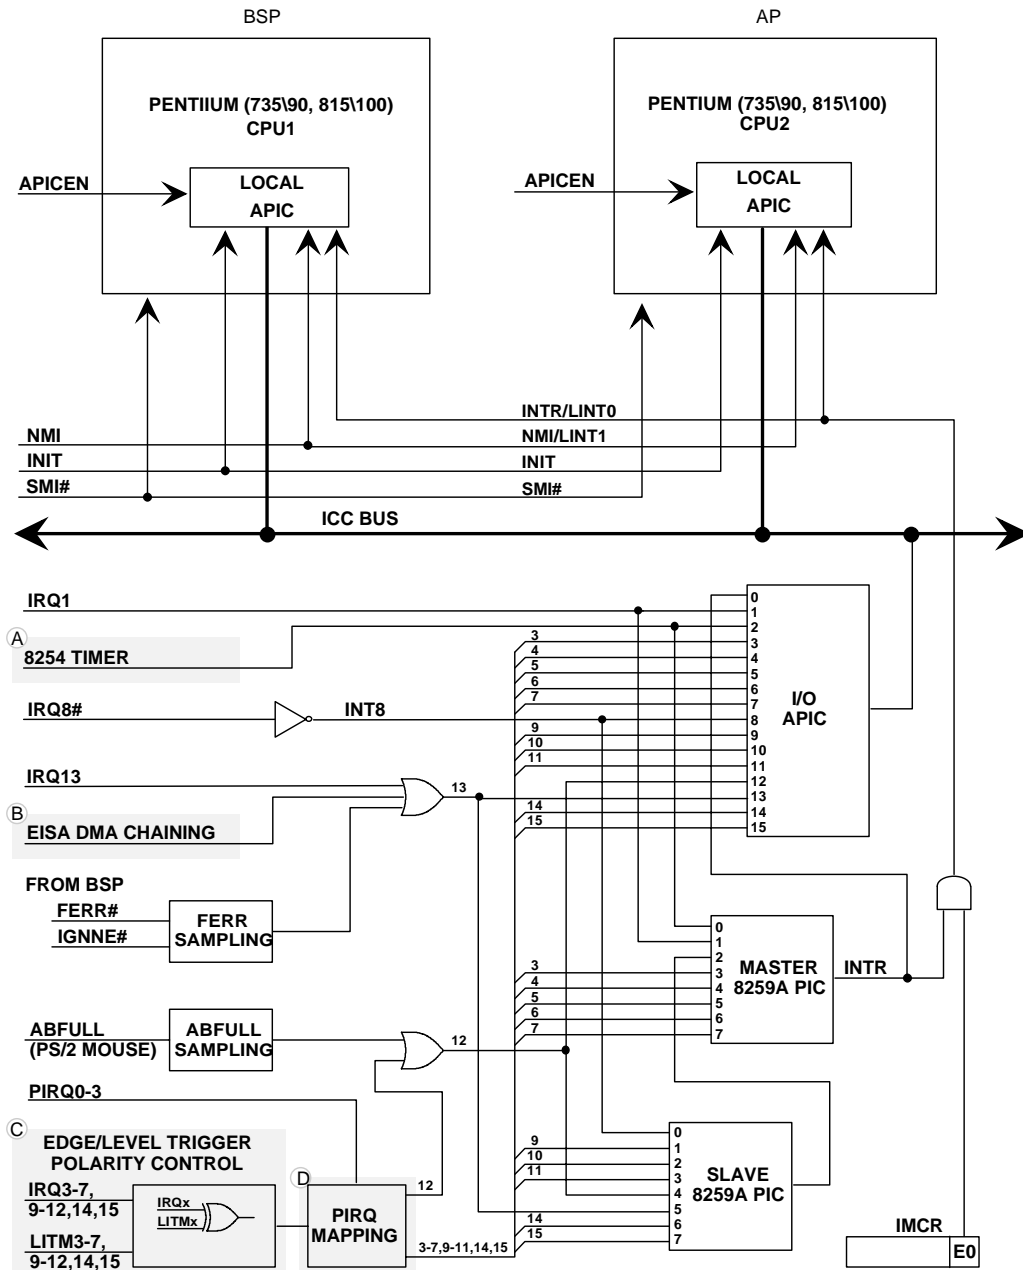 BSP
AP
PENTIIUM (735\90, 815\100)
CPU1
PENTIUM (735\90, 815\100)
CPU2
APICEN
LOCAL
APIC
APICEN
LOCAL
APIC
INTR/LINT0
NMI
NMI/LINT1
INIT
INIT
SMI#
SMI#
ICC BUS
IRQ1
A
8254 TIMER
IRQ8#
INT8
IRQ13
13
B
EISA DMA CHAINING
3
4
5
6
7
9
10
11
14
15
0
1
2
3
4
5
6
7
8
9
10
11
12
13
14
15
I/O
APIC
FROM BSP
FERR#
IGNNE#
FERR
SAMPLING
3
4
5
6
7
0
1
2
3
4
5
6
7
MASTER
8259A PIC
INTR
ABFULL
(PS/2 MOUSE)
ABFULL
SAMPLING
12
PIRQ0-3
C
EDGE/LEVEL TRIGGER
POLARITY CONTROL
IRQ3-7,
9-12,14,15
LITM3-7,
9-12,14,15
IRQx
LITMx
D
PIRQ
MAPPING
12
3-7,9-11,14,15
9
10
11
14
15
0
1
2
3
4
5
6
7
SLAVE
8259A PIC
IMCR
E0